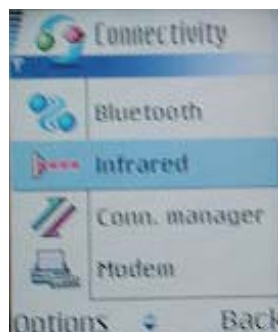 Connectivity
Bluetooth
Infrared
Conn. manager
Modem
Options Back